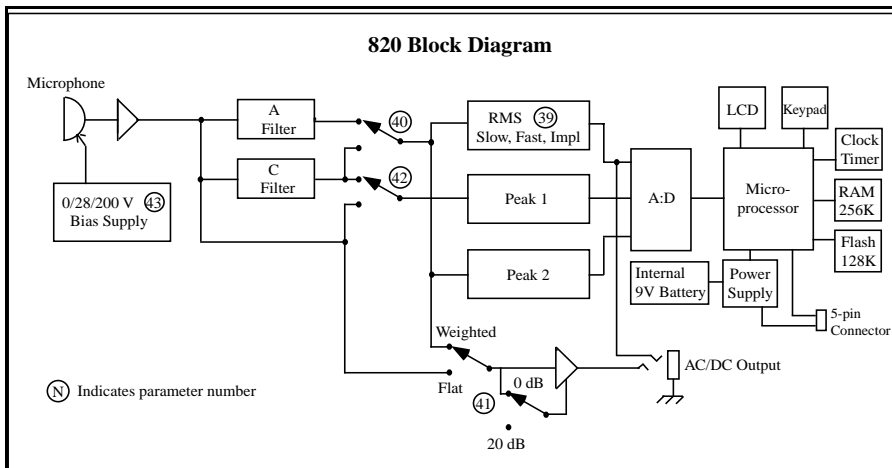 820 Block Diagram
Microphone
A
Filter
40
RMS 39
Slow, Fast, Impl
LCD
Keypad
Clock
Timer
C
Filter
42
0/28/200 V 43
Bias Supply
Peak 1
A:D
Micro-
processor
RAM
256K
Peak 2
Flash
128K
Internal
9V Battery
Power
Supply
5-pin
Connector
Weighted
Flat
0 dB
41
20 dB
AC/DC Output
N Indicates parameter number